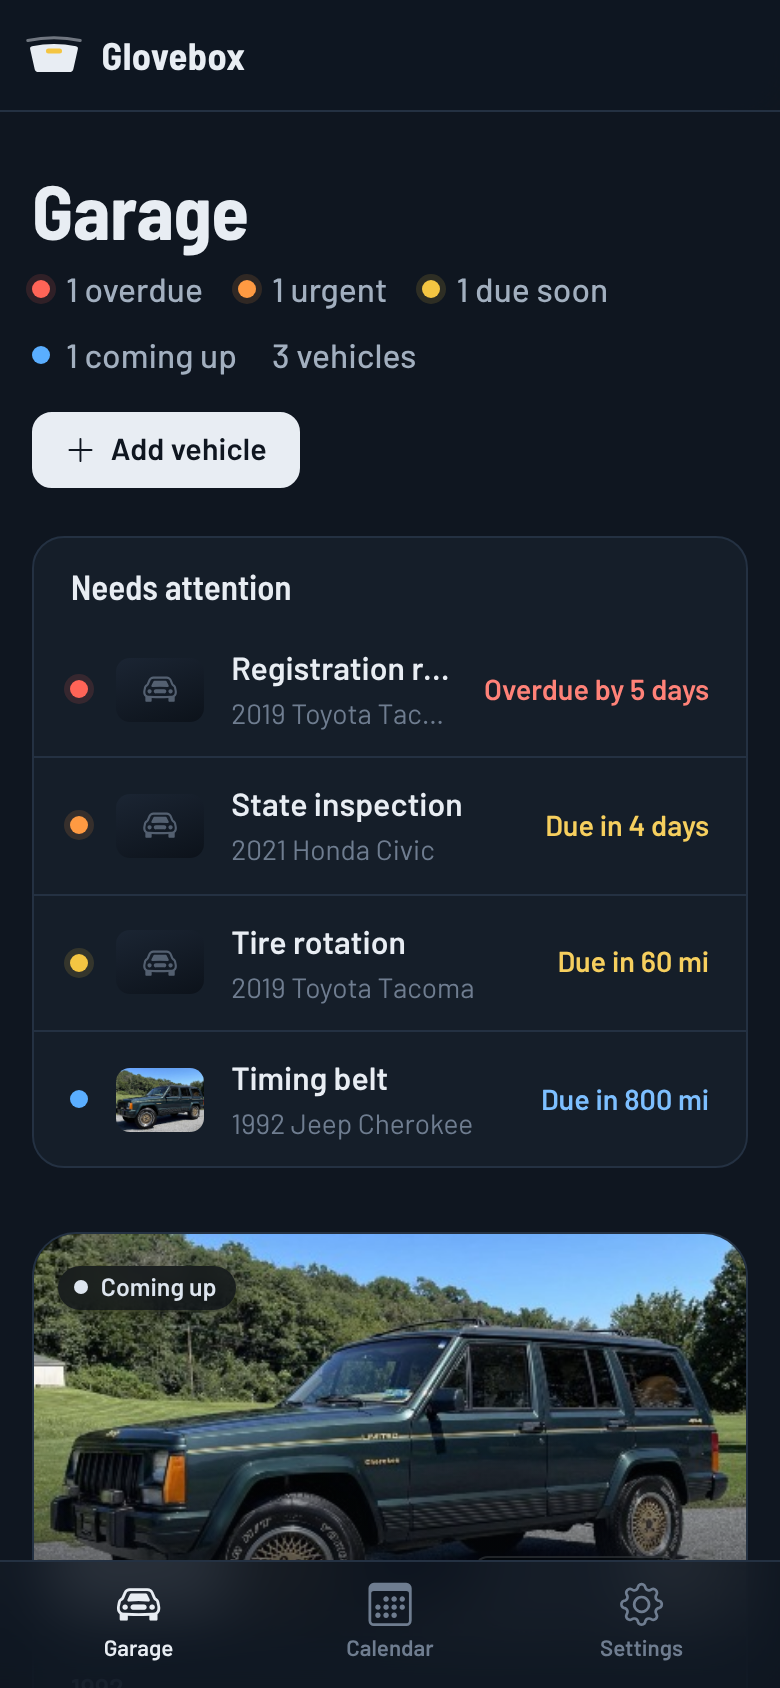 Glovebox
Garage
1 overdue 1 urgent 1 due soon
1 coming up 3 vehicles
Add vehicle
Needs attention
Registration r...
2019 Toyota Tac...
Overdue by 5 days
State inspection
2021 Honda Civic
Due in 4 days
Tire rotation
2019 Toyota Tacoma
Due in 60 mi
Timing belt
1992 Jeep Cherokee
Due in 800 mi
Coming up
LIMITED
Cherokee
Garage
Calendar
Settings
1992